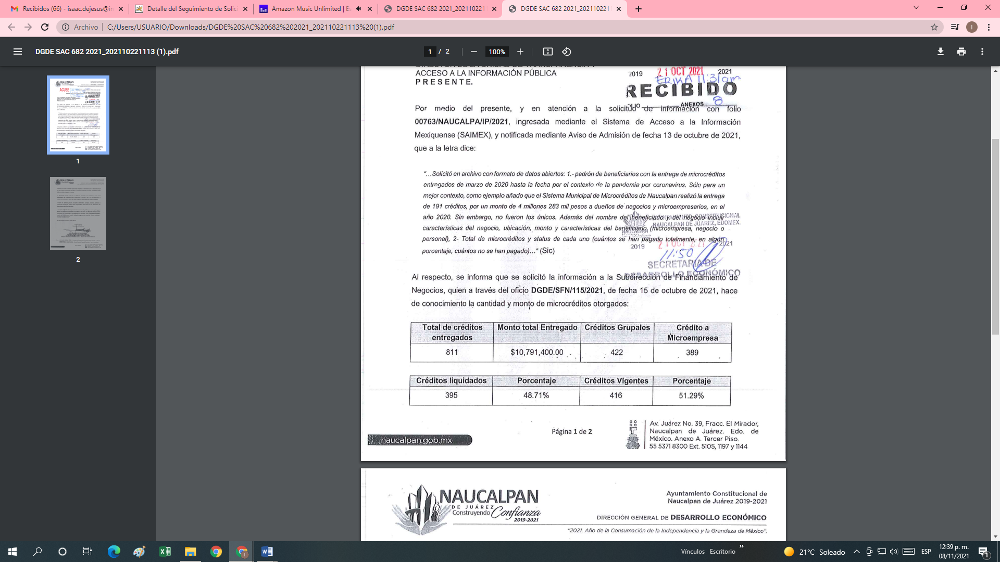 Recibidos (66) - isaac.dejesus@in
Detalle del Seguimiento de Solici
Amazon Music Unlimited | Es
DGDE SAC 682 2021_2021102211
DGDE SAC 682 2021_2021102211
Archivo
C:/Users/USUARIO/Downloads/DGDE%20SAC%20682%202021_202110221113%20(1).pdf
I
DGDE SAC 682 2021_202110221113 (1).pdf
1 / 2
100%
1
2
ACCESO A LA INFORMACIÓN PÚBLICA
PRESENTE.
2019 21 OCT 2021 2021
ERIKA 11:31am
RECIBIDO
ANEXOS 8
Por medio del presente, y en atención a la solicitud de información con folio
00763/NAUCALPA/IP/2021, ingresada mediante el Sistema de Acceso a la Información
Mexiquense (SAIMEX), y notificada mediante Aviso de Admisión de fecha 13 de octubre de 2021,
que a la letra dice:
“...Solicitó en archivo con formato de datos abiertos: 1.- padrón de beneficiarios con la entrega de microcréditos
entregados de marzo de 2020 hasta la fecha por el contexto de la pandemia por coronavirus. Sólo para un
mejor contexto, como ejemplo añado que el Sistema Municipal de Microcréditos de Naucalpan realizó la entrega
de 191 créditos, por un monto de 4 millones 283 mil pesos a dueños de negocios y microempresarios, en el
año 2020. Sin embargo, no fueron los únicos. Además del nombre del beneficiario y del negocio incluir
características del negocio, ubicación, monto y características del beneficiario (microempresa, negocio o
personal), 2- Total de microcréditos y status de cada uno (cuántos se han pagado totalmente, en algún
porcentaje, cuántos no se han pagado)...” (Sic)
NAUCALPAN DE JUÁREZ, EDOMEX.
2019 21 OCT 2021 2021
11:50
SECRETARIA DE
DESARROLLO ECONÓMICO
Al respecto, se informa que se solicitó la información a la Subdirección de Financiamiento de
Negocios, quien a través del oficio DGDE/SFN/115/2021, de fecha 15 de octubre de 2021, hace
de conocimiento la cantidad y monto de microcréditos otorgados:
Total de créditos entregados Monto total Entregado Créditos Grupales Crédito a Microempresa
811 $10,791,400.00 422 389
Créditos liquidados Porcentaje Créditos Vigentes Porcentaje
395 48.71% 416 51.29%
naucalpan.gob.mx
Página 1 de 2
Av. Juárez No. 39, Fracc. El Mirador,
Naucalpan de Juárez. Edo. de
México. Anexo A. Tercer Piso.
55 5371 8300 Ext. 5105, 1197 y 1144
NAUCALPAN
DE JUÁREZ
Construyendo Confianza
2019-2021
Ayuntamiento Constitucional de
Naucalpan de Juárez 2019-2021
DIRECCIÓN GENERAL DE DESARROLLO ECONÓMICO
"2021. Año de la Consumación de la Independencia y la Grandeza de México".
Vínculos Escritorio
21°C Soleado
ESP
12:39 p. m.
08/11/2021
1